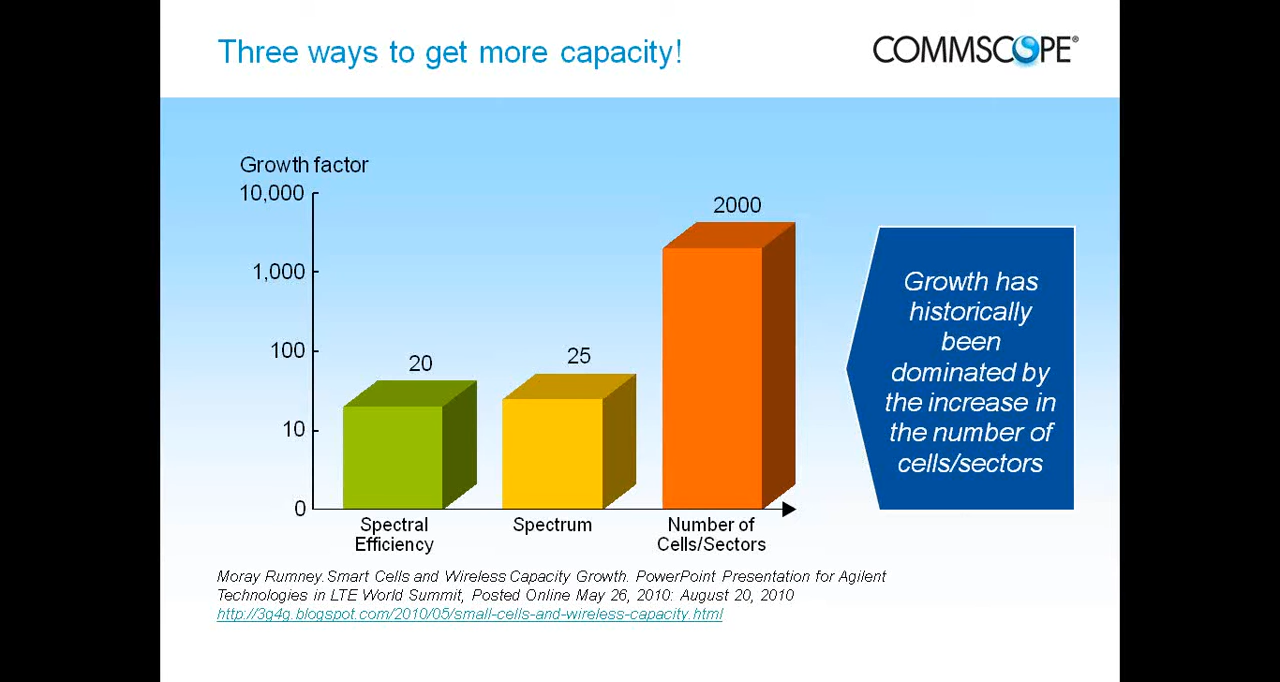 Three ways to get more capacity!
COMMSCOPE®
Growth factor
10,000
1,000
100
10
0
20
25
2000
Spectral
Efficiency
Spectrum
Number of
Cells/Sectors
Growth has
historically
been
dominated by
the increase in
the number of
cells/sectors
Moray Rumney. Smart Cells and Wireless Capacity Growth. PowerPoint Presentation for Agilent
Technologies in LTE World Summit, Posted Online May 26, 2010: August 20, 2010
http://3g4g.blogspot.com/2010/05/small-cells-and-wireless-capacity.html